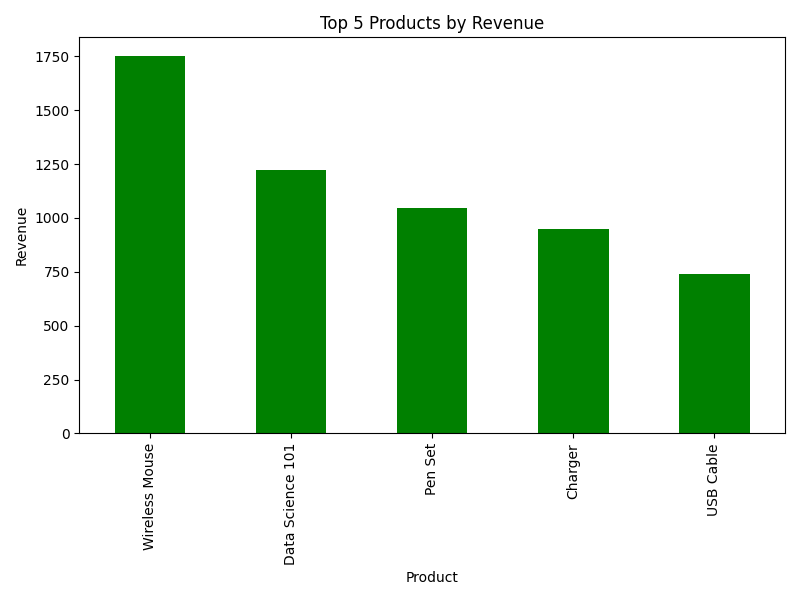 Top 5 Products by Revenue
Revenue
1750
1500
1250
1000
750
500
250
0
Wireless Mouse
Data Science 101
Pen Set
Charger
USB Cable
Product